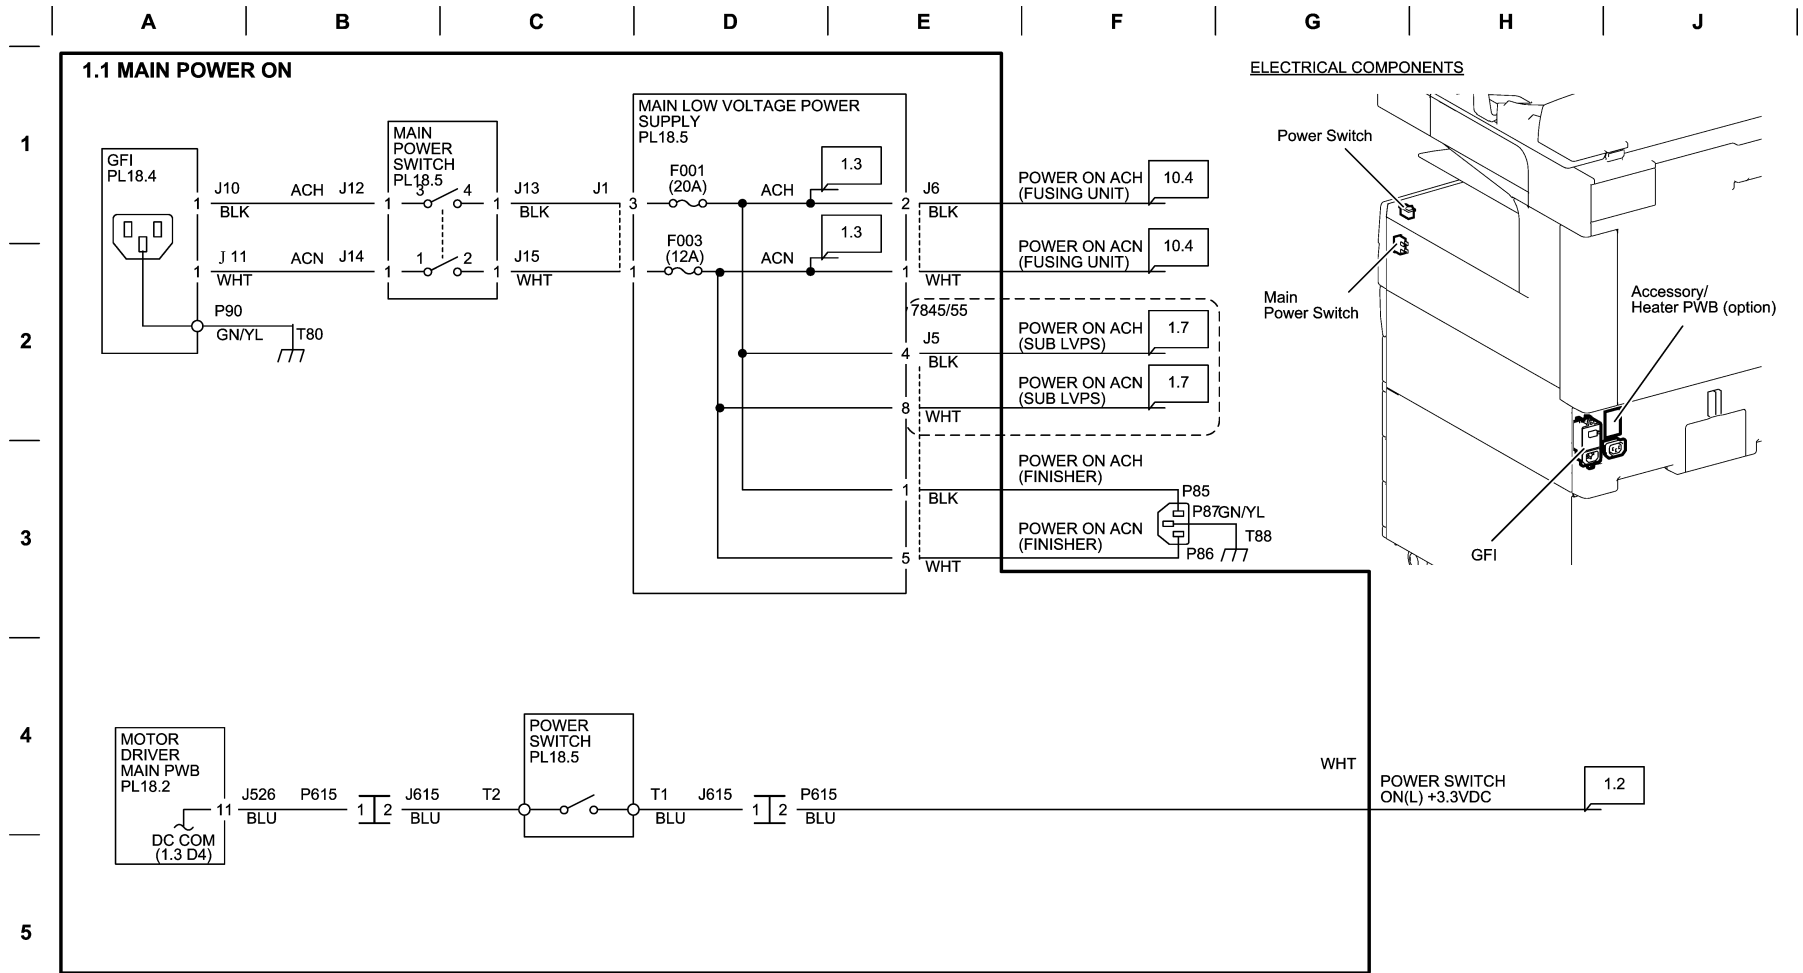 A B C D E F G H J
1.1 MAIN POWER ON
ELECTRICAL COMPONENTS
1
GFI
PL18.4
MAIN
POWER
SWITCH
PL18.5
MAIN LOW VOLTAGE POWER
SUPPLY
PL18.5
F001
(20A)
1.3
1 J10 BLK ACH J12 1 3 4 1 J13 BLK J1 3 ACH 2 J6 BLK
POWER ON ACH
(FUSING UNIT)
10.4
F003
(12A)
1.3
1 J 11 WHT ACN J14 1 1 2 1 J15 WHT 1 ACN 1 WHT
POWER ON ACN
(FUSING UNIT)
10.4
2
P90
GN/YL T80
7845/55
J5
4 BLK
POWER ON ACH
(SUB LVPS)
1.7
8 WHT
POWER ON ACN
(SUB LVPS)
1.7
3
1 BLK
POWER ON ACH
(FINISHER)
P85
P87GN/YL
T88
P86
5 WHT
POWER ON ACN
(FINISHER)
Power Switch
Main
Power Switch
Accessory/
Heater PWB (option)
GFI
4
MOTOR
DRIVER
MAIN PWB
PL18.2
POWER
SWITCH
PL18.5
11 J526 BLU P615 1 2 J615 BLU T2 T1 BLU J615 1 2 P615 BLU
WHT
POWER SWITCH
ON(L) +3.3VDC
1.2
DC COM
(1.3 D4)
5